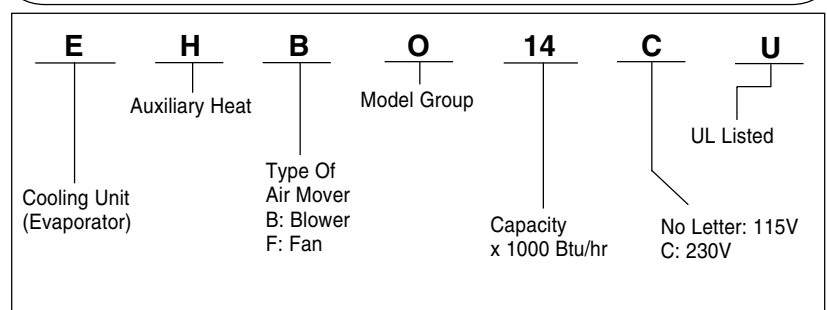 E H B O 14 C U
Auxiliary Heat
Model Group
UL Listed
Cooling Unit
(Evaporator)
Type Of
Air Mover
B: Blower
F: Fan
Capacity
x 1000 Btu/hr
No Letter: 115V
C: 230V